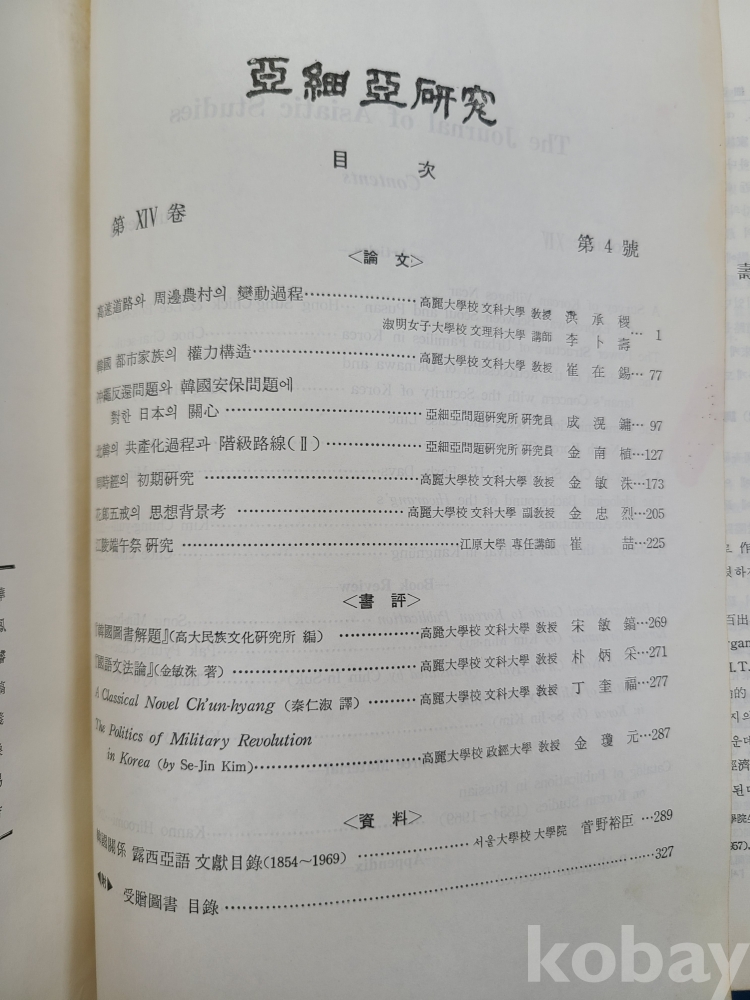 亞細亞研究
目 次
第 XIV 卷
第 4 號
<論 文>
高速道路와 周邊農村의 變動過程 高麗大學校 文科大學 敎授 洪 承 稷
淑明女子大學校 文理科大學 講師 李 卜 壽 1
韓國 都市家族의 權力構造 高麗大學校 文科大學 敎授 崔 在 錫 77
沖繩反還問題와 韓國安保問題에
對한 日本의 關心 亞細亞問題硏究所 硏究員 成 滉 鏞 97
北韓의 共產化過程과 階級路線(Ⅱ) 亞細亞問題硏究所 硏究員 金 南 植 127
周時經의 初期硏究 高麗大學校 文科大學 敎授 金 敏 洙 173
花郞五戒의 思想背景考 高麗大學校 文科大學 副敎授 金 忠 烈 205
江陵端午祭 硏究 江原大學 專任講師 崔 喆 225
<書 評>
『韓國圖書解題』(高大民族文化硏究所 編) 高麗大學校 文科大學 敎授 宋 敏 鎬 269
『國語文法論』(金敏洙 著) 高麗大學校 文科大學 敎授 朴 炳 采 271
A Classical Novel Ch'un-hyang (秦仁淑 譯) 高麗大學校 文科大學 敎授 丁 奎 福 277
The Politics of Military Revolution
in Korea (by Se-Jin Kim) 高麗大學校 政經大學 敎授 金 瓊 元 287
<資 料>
韓國關係 露西亞語 文獻目錄(1854~1969) 서울大學校 大學院 菅野裕臣 289
受贈圖書 目錄 327
kobay